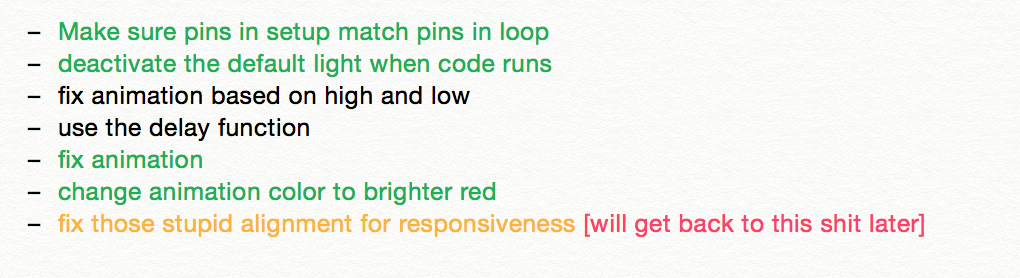 – Make sure pins in setup match pins in loop
– deactivate the default light when code runs
– fix animation based on high and low
– use the delay function
– fix animation
– change animation color to brighter red
– fix those stupid alignment for responsiveness [will get back to this shit later]